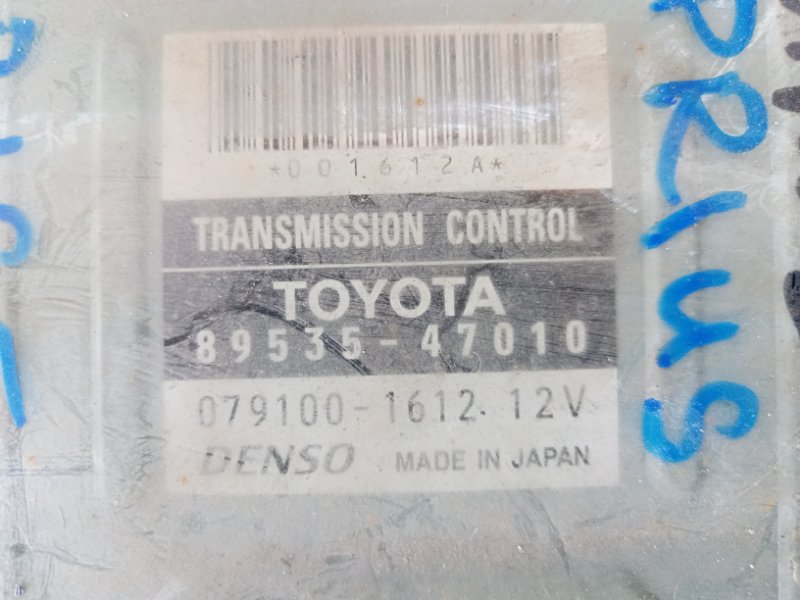 *001612A*
TRANSMISSION CONTROL
TOYOTA
89535-47010
079100-1612 12V
DENSO MADE IN JAPAN
PRIUS